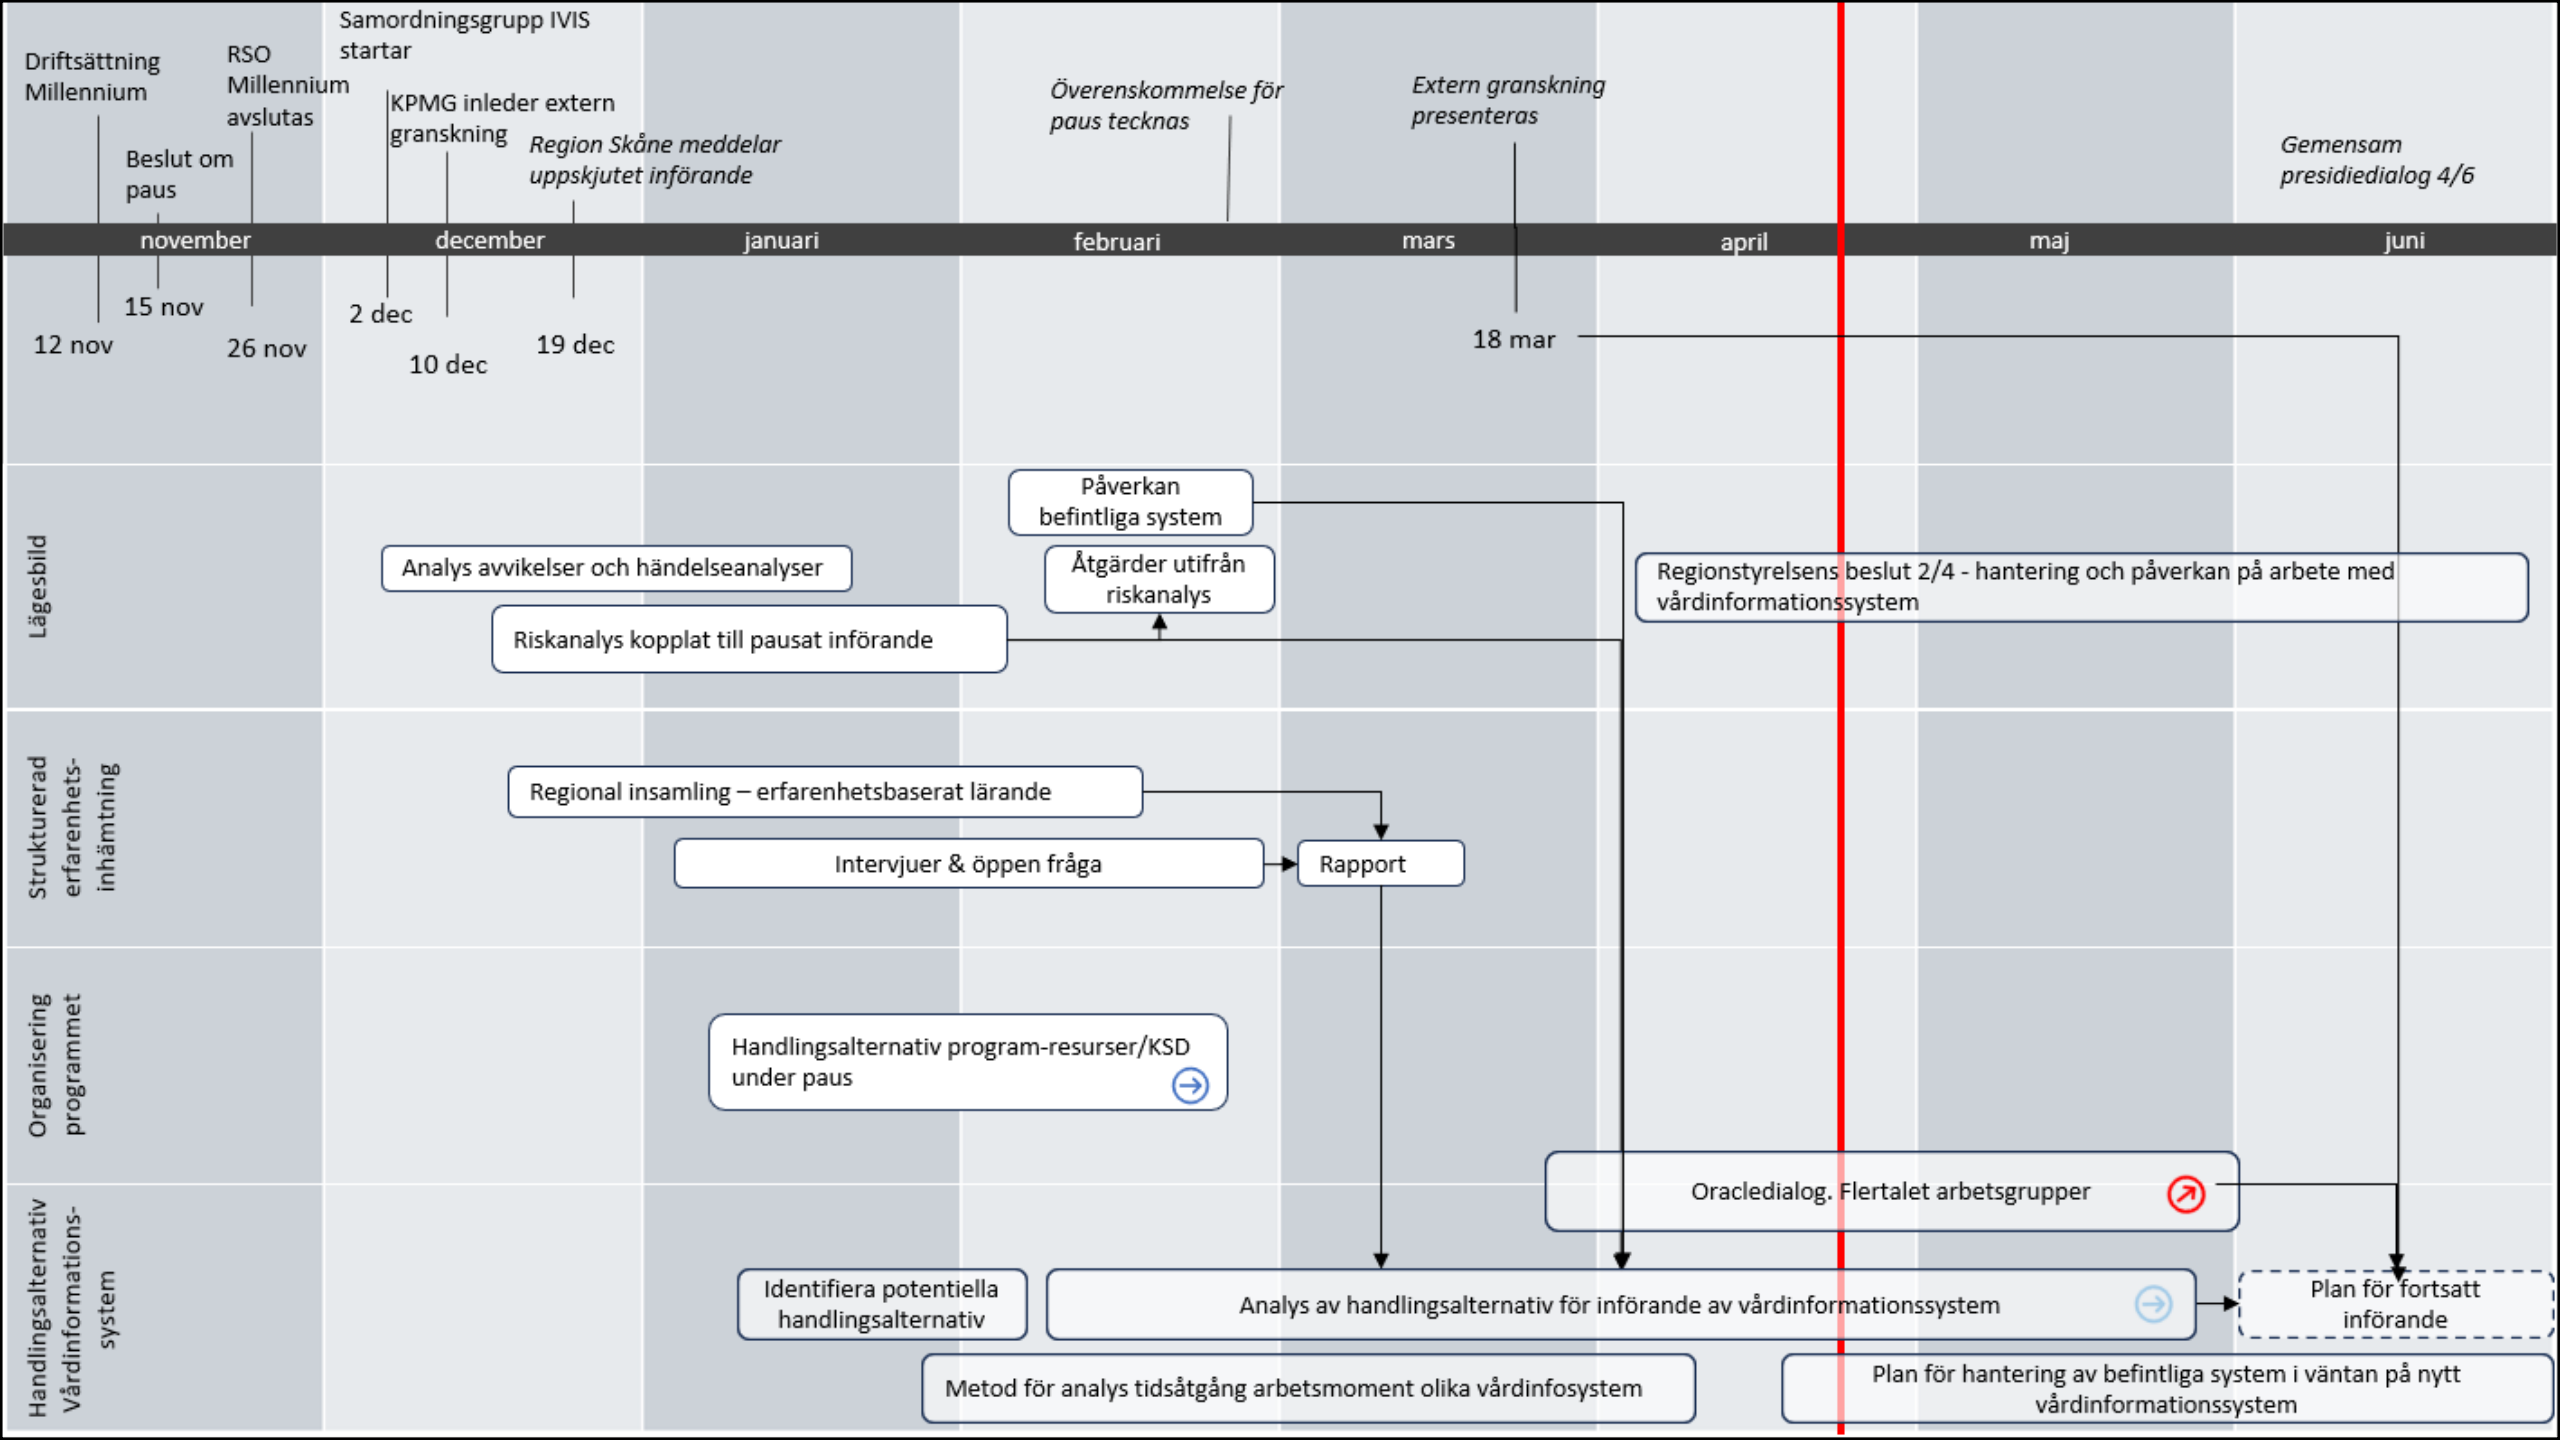 Samordningsgrupp IVIS
startar
Driftsättning
Millennium
RSO
Millennium
avslutas
Beslut om
paus
KPMG inleder extern
granskning
Region Skåne meddelar
uppskjutet införande
Överenskommelse för
paus tecknas
Extern granskning
presenteras
Gemensam
presidiedialog 4/6
november
december
januari
februari
mars
april
maj
juni
12 nov
15 nov
26 nov
2 dec
10 dec
19 dec
18 mar
Lägesbild
Påverkan
befintliga system
Analys avvikelser och händelseanalyser
Åtgärder utifrån
riskanalys
Riskanalys kopplat till pausat införande
Regionstyrelsens beslut 2/4 - hantering och påverkan på arbete med
vårdinformationssystem
Strukturerad
erfarenhets-
inhämtning
Regional insamling – erfarenhetsbaserat lärande
Intervjuer & öppen fråga
Rapport
Organisering
programmet
Handlingsalternativ program-resurser/KSD
under paus
Handlingsalternativ
Vårdinformations-
system
Oracledialog. Flertalet arbetsgrupper
Identifiera potentiella
handlingsalternativ
Analys av handlingsalternativ för införande av vårdinformationssystem
Plan för fortsatt
införande
Metod för analys tidsåtgång arbetsmoment olika vårdinfosystem
Plan för hantering av befintliga system i väntan på nytt
vårdinformationssystem